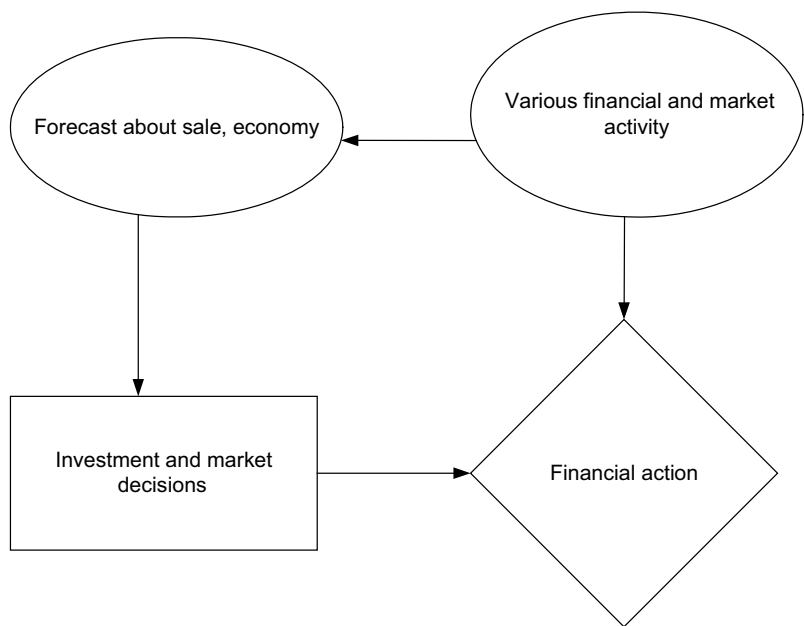 Forecast about sale, economy
Various financial and market
activity
Investment and market
decisions
Financial action